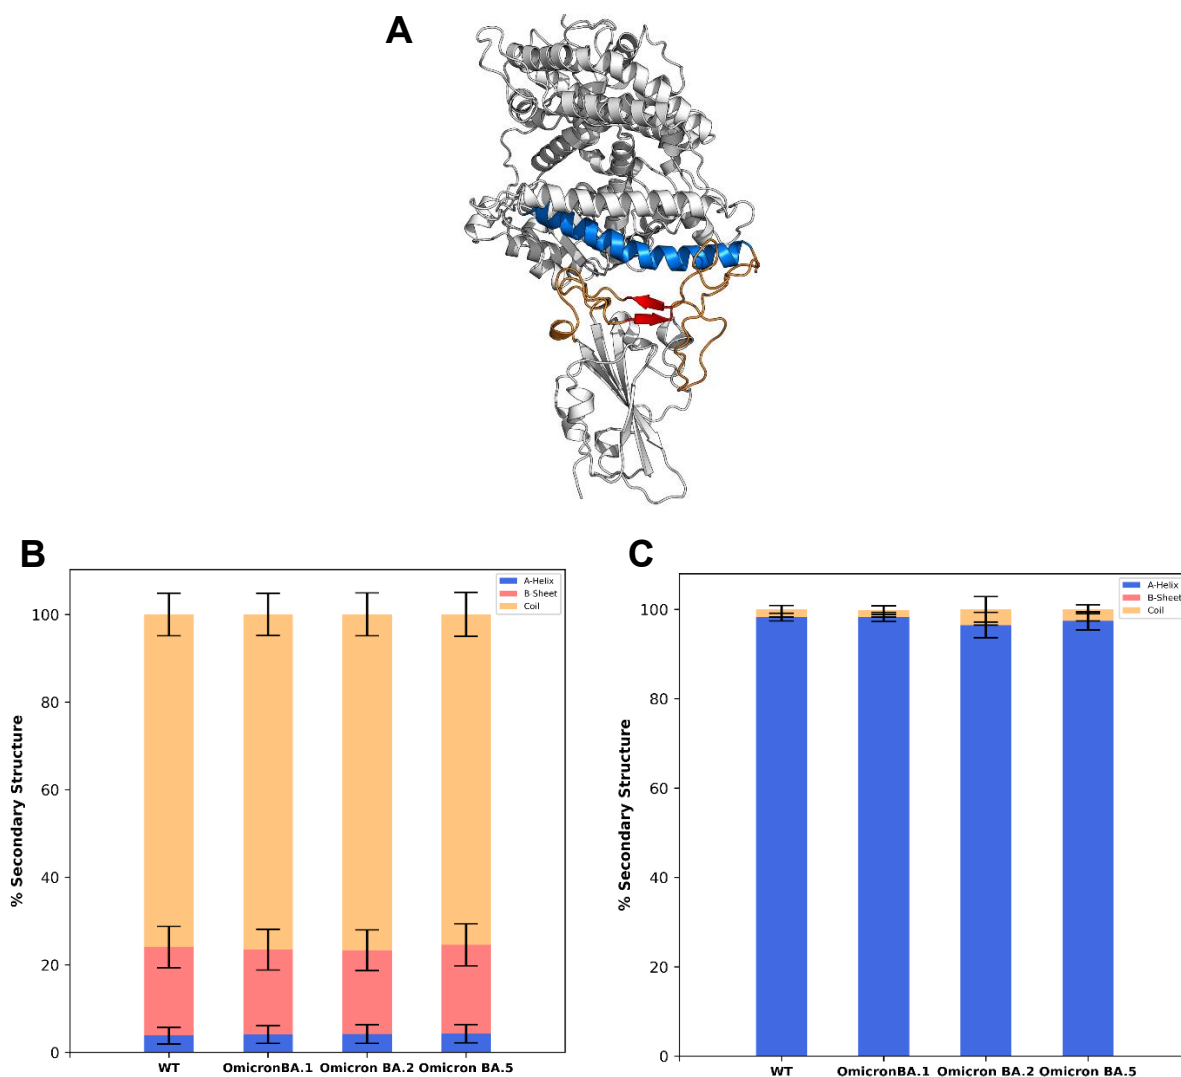 A
B
C
A-Helix
B-Sheet
Coil
100
80
60
40
20
0
% Secondary Structure
WT
OmicronBA.1
Omicron BA.2
Omicron BA.5
A-Helix
B-Sheet
Coil
100
80
60
40
20
0
% Secondary Structure
WT
OmicronBA.1
Omicron BA.2
Omicron BA.5